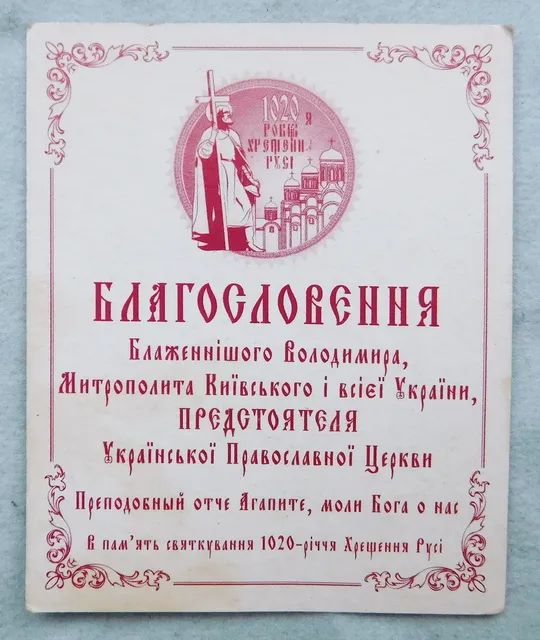 1020
я
РОКІВ
ХРЕЩЕННЯ
РУСІ
БЛАГОСЛОВЕННЯ
Блаженнішого Володимира,
Митрополита Київського і всієї України,
ПРЕДСТОЯТЕЛЯ
Української Православної Церкви
Преподобный отче Агапите, моли Бога о нас
В пам'ять святкування 1020-річчя Хрещення Русі